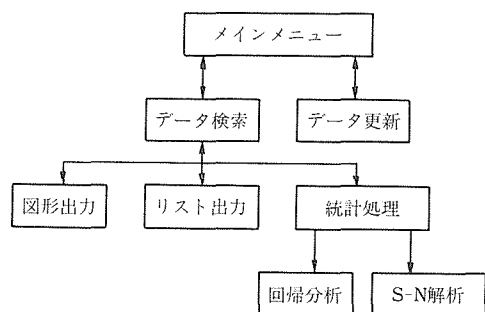 メインメニュー
データ検索
データ更新
図形出力
リスト出力
統計処理
回帰分析
S-N解析